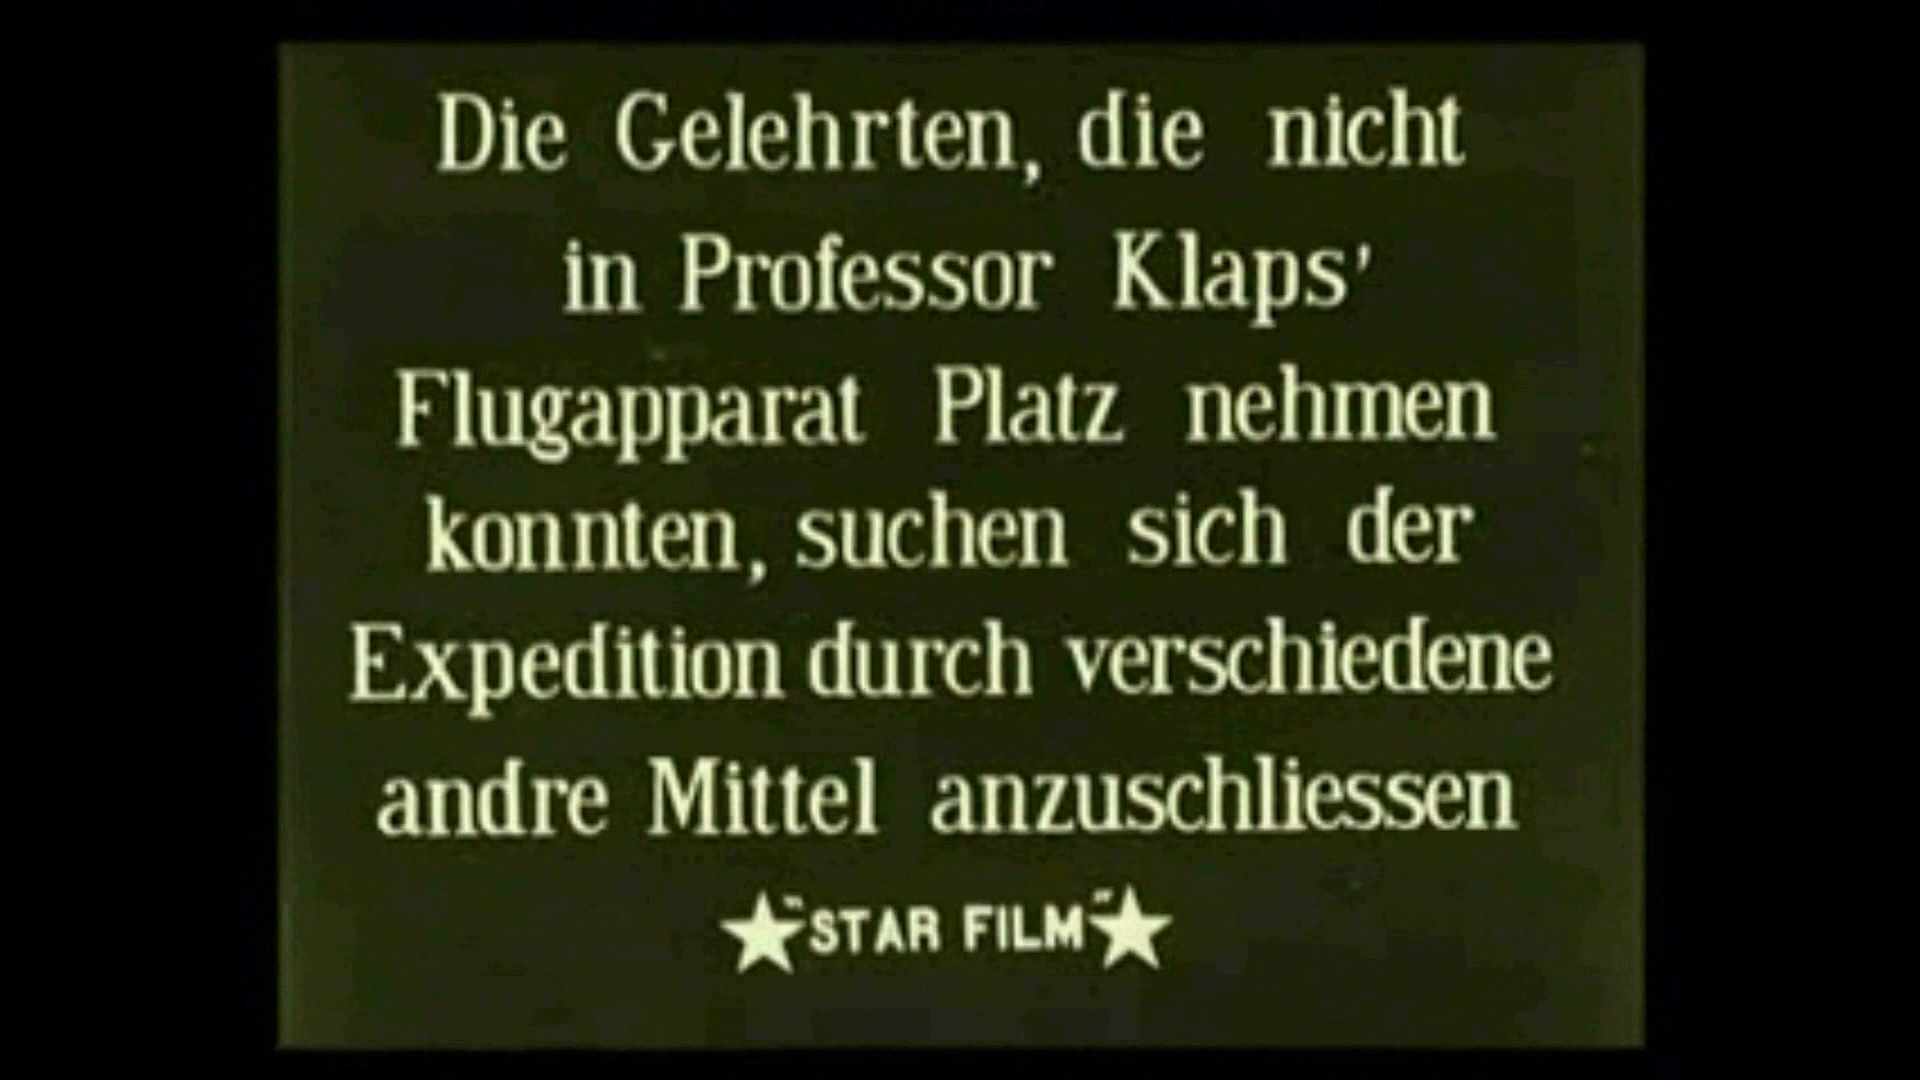 Die Gelehrten, die nicht
in Professor Klaps'
Flugapparat Platz nehmen
konnten, suchen sich der
Expedition durch verschiedene
andre Mittel anzuschliessen
★"STAR FILM"★